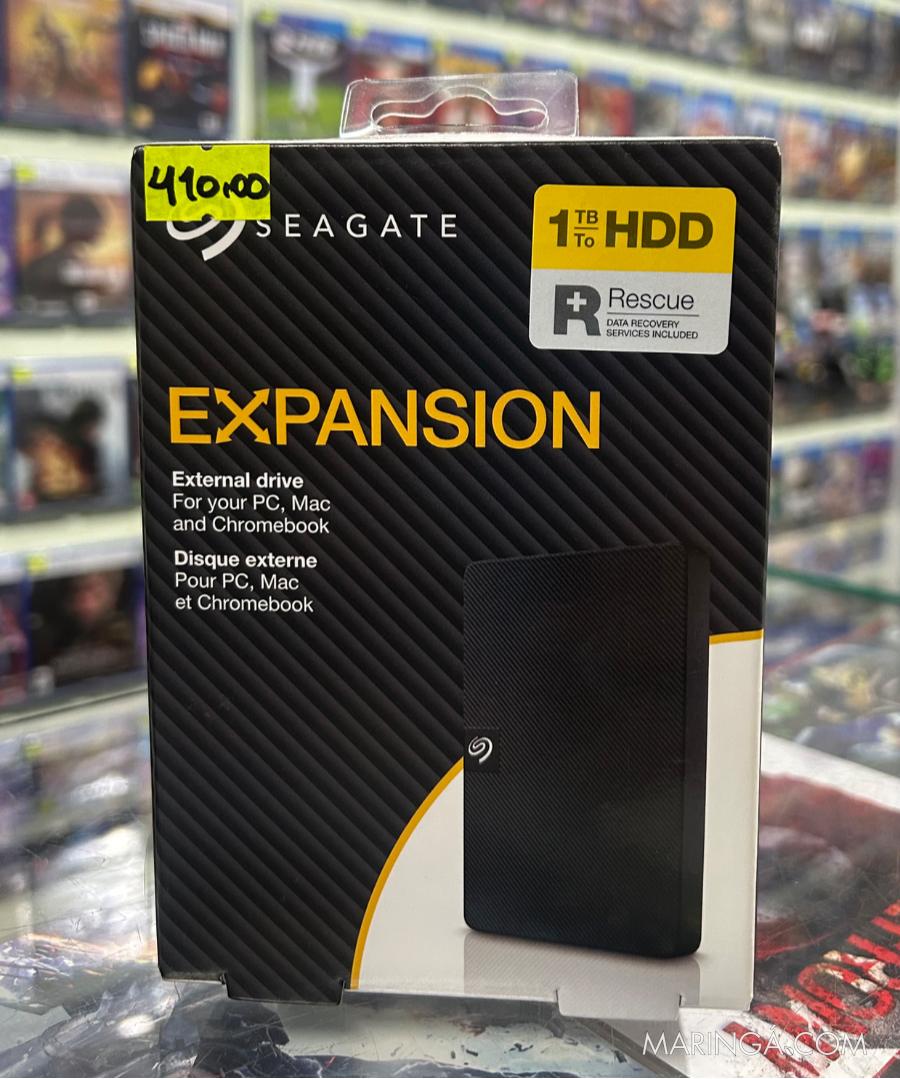 410.00
SEAGATE
1 TB
To HDD
R Rescue
DATA RECOVERY
SERVICES INCLUDED
EXPANSION
External drive
For your PC, Mac
and Chromebook
Disque externe
Pour PC, Mac
et Chromebook
MARINGÁ.COM